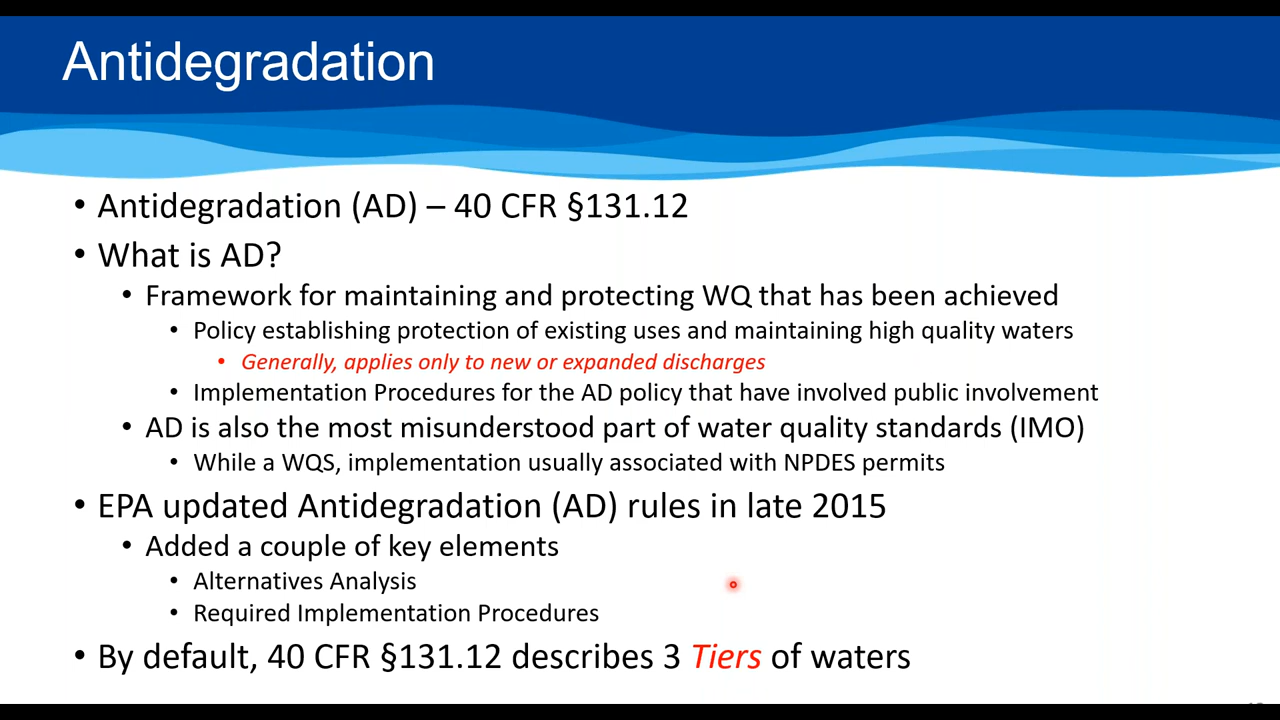 Antidegradation
• Antidegradation (AD) – 40 CFR §131.12
• What is AD?
• Framework for maintaining and protecting WQ that has been achieved
• Policy establishing protection of existing uses and maintaining high quality waters
• Generally, applies only to new or expanded discharges
• Implementation Procedures for the AD policy that have involved public involvement
• AD is also the most misunderstood part of water quality standards (IMO)
• While a WQS, implementation usually associated with NPDES permits
• EPA updated Antidegradation (AD) rules in late 2015
• Added a couple of key elements
• Alternatives Analysis
• Required Implementation Procedures
• By default, 40 CFR §131.12 describes 3 Tiers of waters